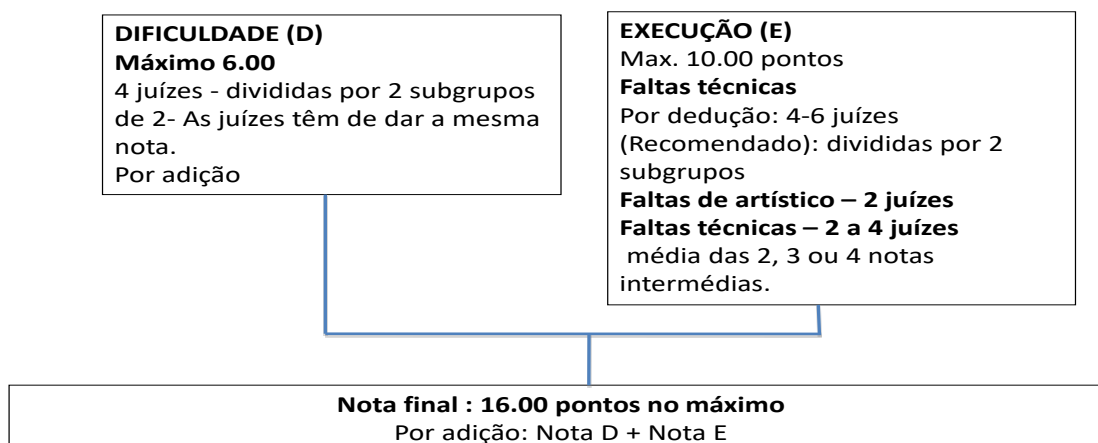 DIFICULDADE (D)
Máximo 6.00
4 juízes - divididas por 2 subgrupos
de 2- As juízes têm de dar a mesma
nota.
Por adição
EXECUÇÃO (E)
Max. 10.00 pontos
Faltas técnicas
Por dedução: 4-6 juízes
(Recomendado): divididas por 2
subgrupos
Faltas de artístico – 2 juízes
Faltas técnicas – 2 a 4 juízes
média das 2, 3 ou 4 notas
intermédias.
Nota final : 16.00 pontos no máximo
Por adição: Nota D + Nota E